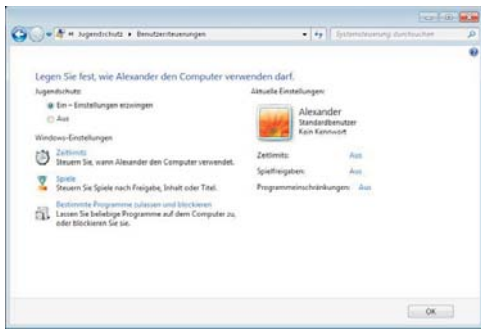 « Jugendschutz ▸ Benutzersteuerungen
Systemsteuerung durchsuchen
Legen Sie fest, wie Alexander den Computer verwenden darf.
Jugendschutz:
Ein – Einstellungen erzwingen
Aus
Windows-Einstellungen
Zeitlimits
Steuern Sie, wann Alexander den Computer verwendet.
Spiele
Steuern Sie Spiele nach Freigabe, Inhalt oder Titel.
Bestimmte Programme zulassen und blockieren
Lassen Sie beliebige Programme auf dem Computer zu,
oder blockieren Sie sie.
Aktuelle Einstellungen:
Alexander
Standardbenutzer
Kein Kennwort
Zeitlimits: Aus
Spielfreigaben: Aus
Programmeinschränkungen: Aus
OK